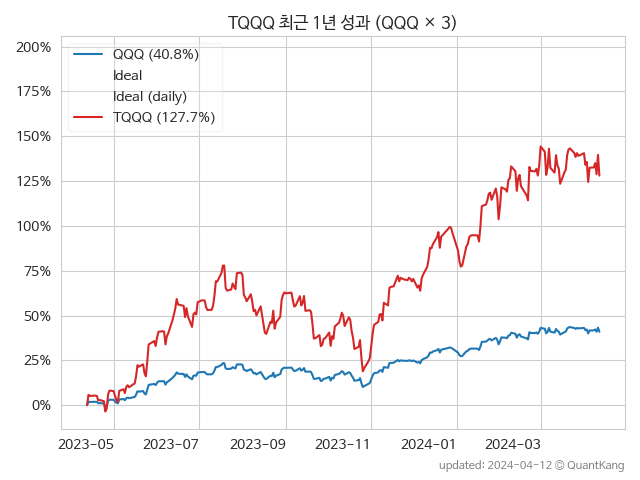 TQQQ 최근 1년 성과 (QQQ × 3)
200%
175%
150%
125%
100%
75%
50%
25%
0%
QQQ (40.8%)
Ideal
Ideal (daily)
TQQQ (127.7%)
2023-05 2023-07 2023-09 2023-11 2024-01 2024-03
updated: 2024-04-12 © QuantKang